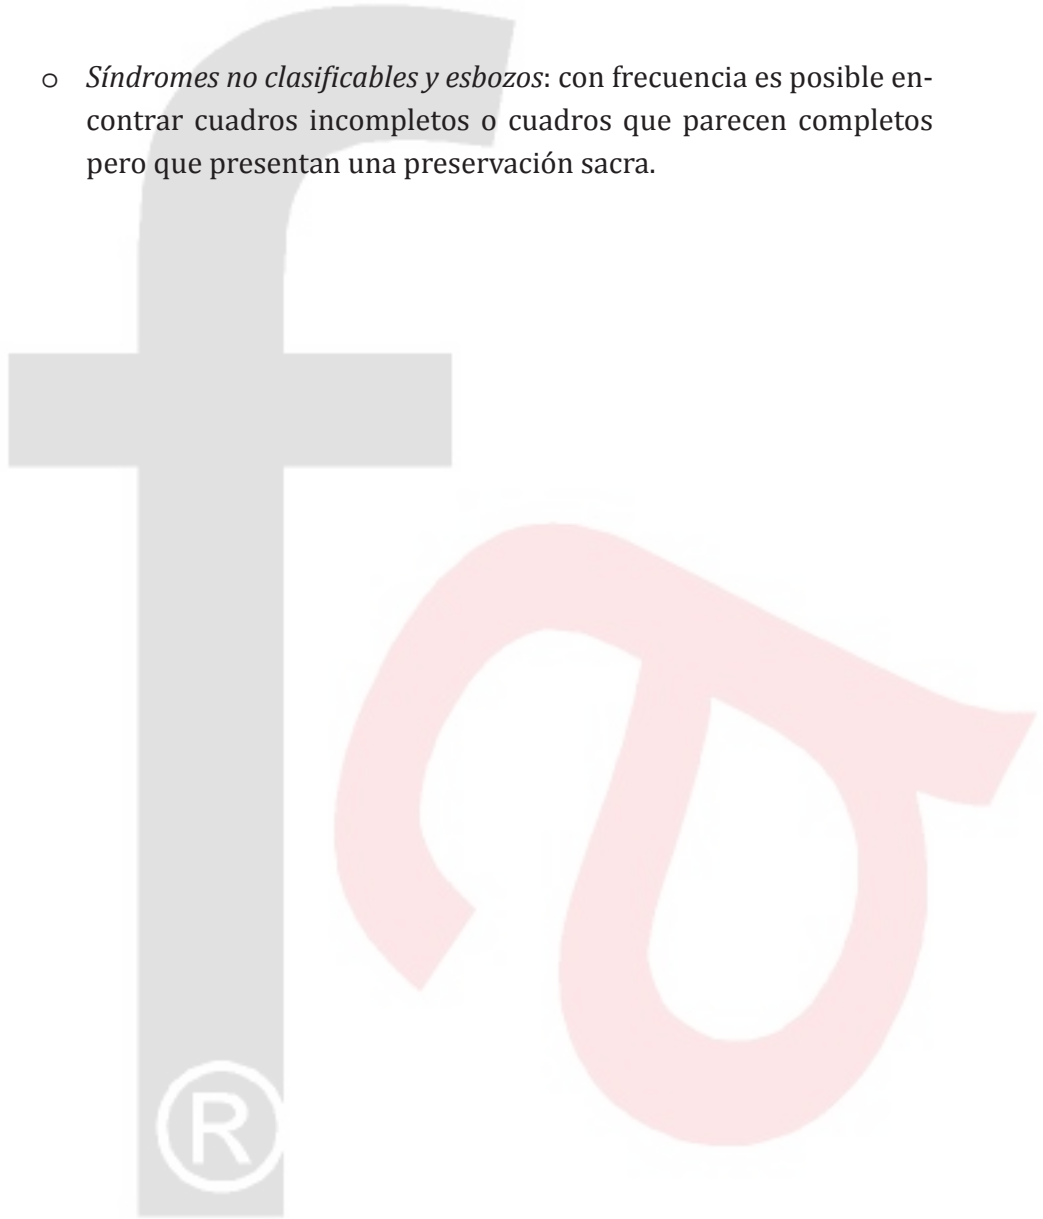 o Síndromes no clasificables y esbozos: con frecuencia es posible en-
contrar cuadros incompletos o cuadros que parecen completos
pero que presentan una preservación sacra.
fa
®